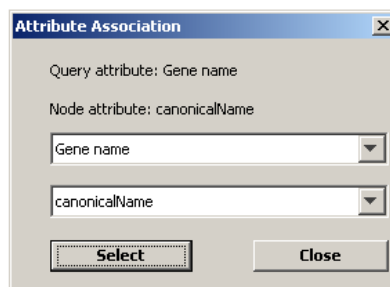 Attribute Association
Query attribute: Gene name
Node attribute: canonicalName
Gene name
canonicalName
Select
Close